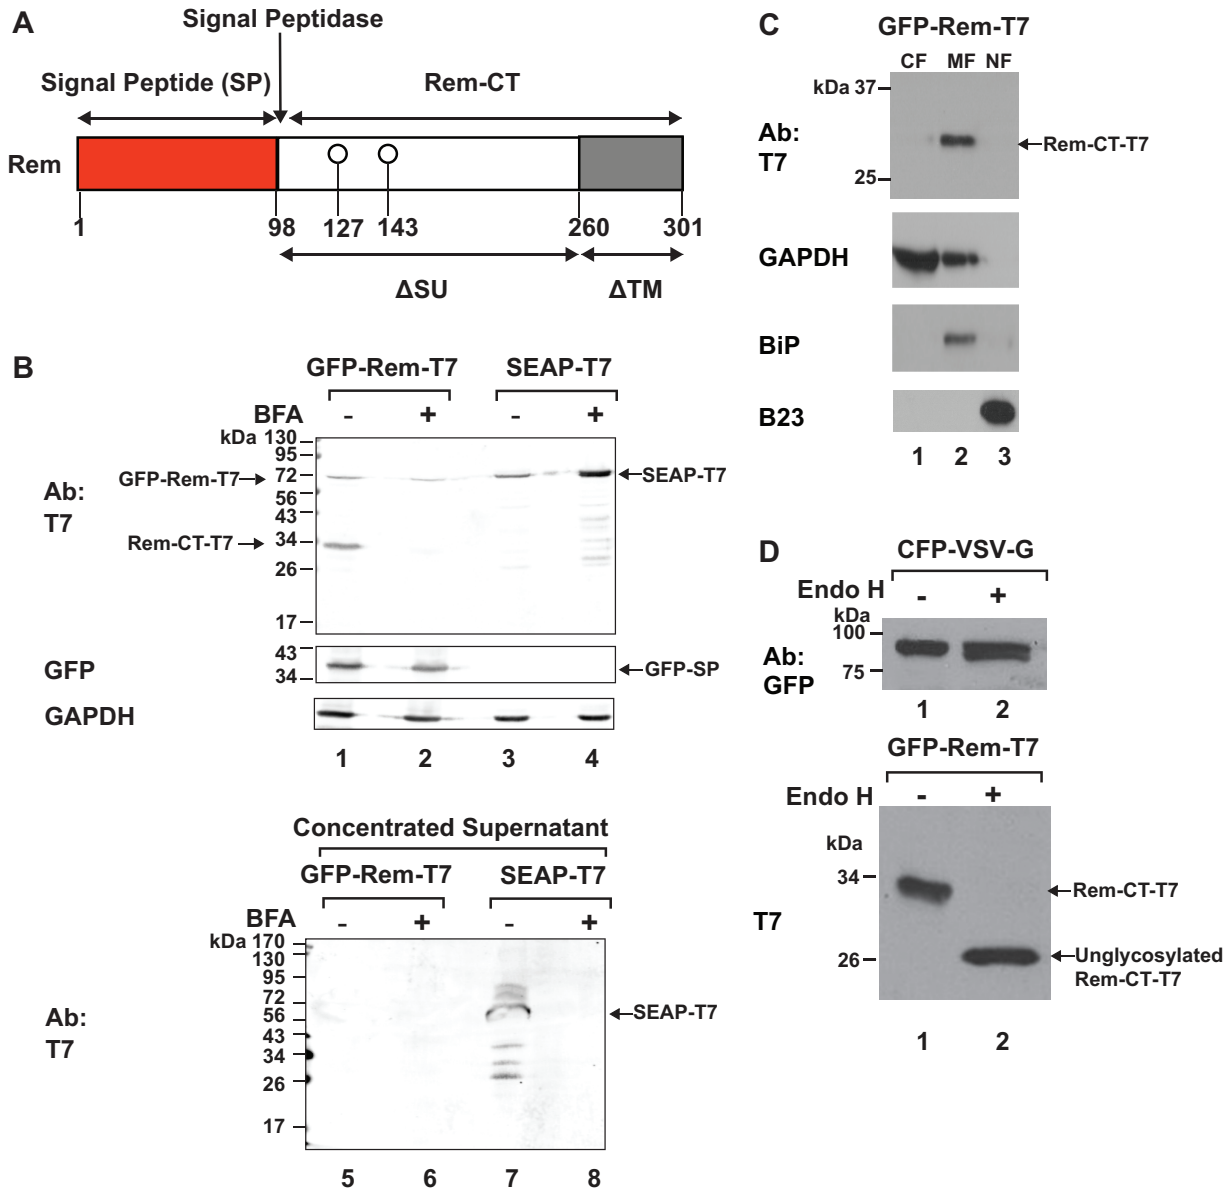 A
Signal Peptidase
Signal Peptide (SP)
Rem-CT
Rem
1
98
127
143
260
301
ΔSU
ΔTM
B
GFP-Rem-T7
SEAP-T7
BFA - + - +
kDa 130
95
72
56
43
34
26
17
Ab:
T7
GFP-Rem-T7
Rem-CT-T7
SEAP-T7
GFP
43
34
GFP-SP
GAPDH
1 2 3 4
Concentrated Supernatant
GFP-Rem-T7
SEAP-T7
BFA - + - +
kDa 170
130
95
72
56
43
34
26
17
Ab:
T7
SEAP-T7
5 6 7 8
C
GFP-Rem-T7
CF MF NF
kDa 37
25
Ab:
T7
Rem-CT-T7
GAPDH
BiP
B23
1 2 3
D
CFP-VSV-G
Endo H - +
kDa
100
75
Ab:
GFP
1 2
GFP-Rem-T7
Endo H - +
kDa
34
26
T7
Rem-CT-T7
Unglycosylated
Rem-CT-T7
1 2